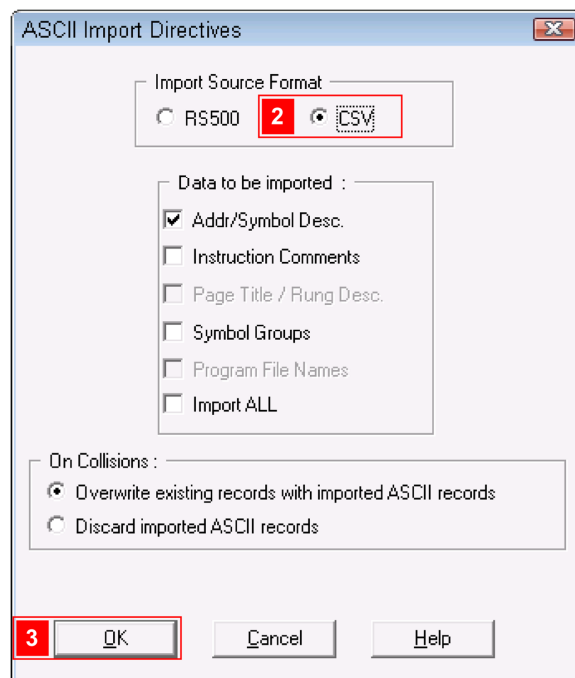 ASCII Import Directives
Import Source Format
RS500 2 CSV
Data to be imported :
Addr/Symbol Desc.
Instruction Comments
Page Title / Rung Desc.
Symbol Groups
Program File Names
Import ALL
On Collisions :
Overwrite existing records with imported ASCII records
Discard imported ASCII records
3 OK Cancel Help